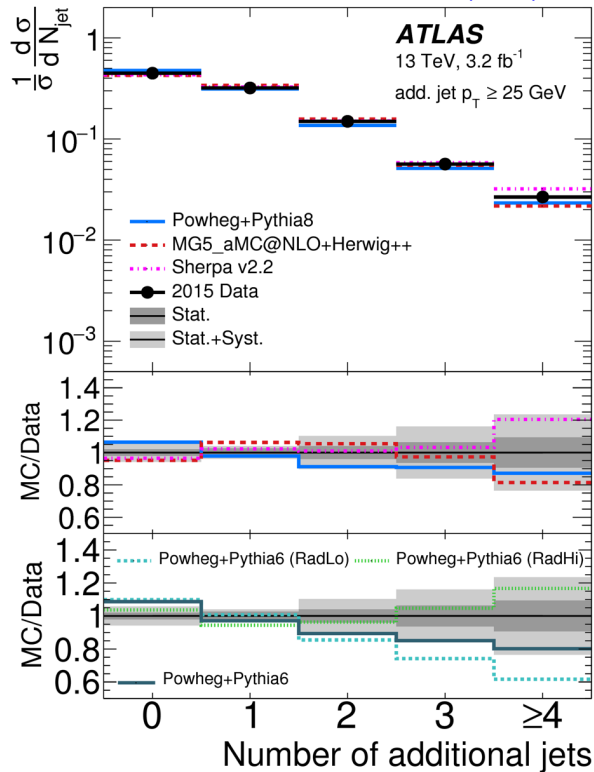 1/σ d σ/d N_jet
1
10⁻¹
10⁻²
10⁻³
ATLAS
13 TeV, 3.2 fb⁻¹
add. jet p_T ≥ 25 GeV
Powheg+Pythia8
MG5_aMC@NLO+Herwig++
Sherpa v2.2
2015 Data
Stat.
Stat.+Syst.
MC/Data
1.4
1.2
1
0.8
0.6
MC/Data
1.4
1.2
1
0.8
0.6
Powheg+Pythia6 (RadLo)
Powheg+Pythia6 (RadHi)
Powheg+Pythia6
0 1 2 3 ≥4
Number of additional jets